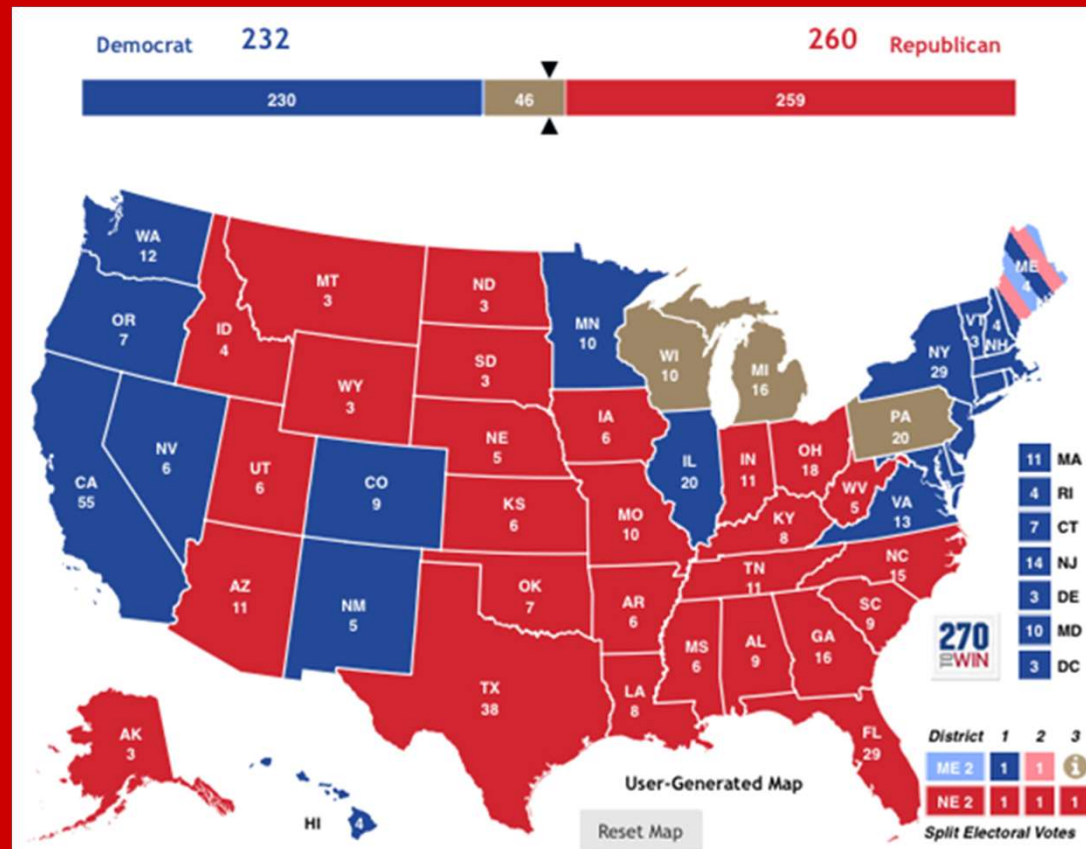 Democrat 232 260 Republican
230 46 259
WA
12
MT
3
ND
3
ME
4
OR
7
ID
4
MN
10
VT
3
4
NH
SD
3
WI
10
MI
16
NY
29
WY
3
IA
6
PA
20
NE
5
NV
6
UT
6
CO
9
IL
20
IN
11
OH
18
CA
55
WV
5
VA
13
KS
6
MO
10
KY
8
NC
15
TN
11
AZ
11
NM
5
OK
7
AR
6
SC
9
MS
6
AL
9
GA
16
TX
38
LA
8
FL
29
AK
3
HI 4
11 MA
4 RI
7 CT
14 NJ
3 DE
10 MD
3 DC
270
TO WIN
District 1 2 3
ME 2 1 1 i
NE 2 1 1 1
Split Electoral Votes
User-Generated Map
Reset Map